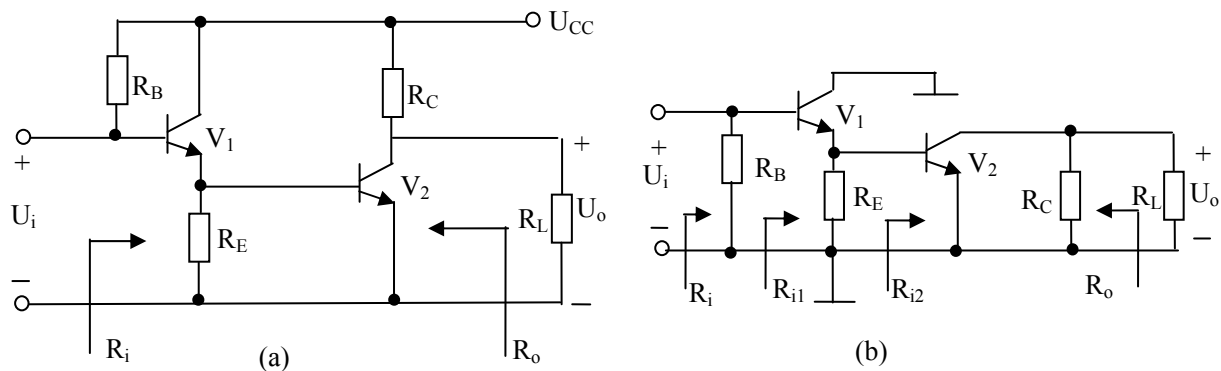 U_CC
R_B
R_C
+
V_1
+
V_2
U_i
R_E
R_L
U_o
−
−
R_i
(a)
R_o
V_1
+
U_i
R_B
V_2
+
R_E
R_C
R_L
U_o
−
−
R_i
R_i1
R_i2
R_o
(b)